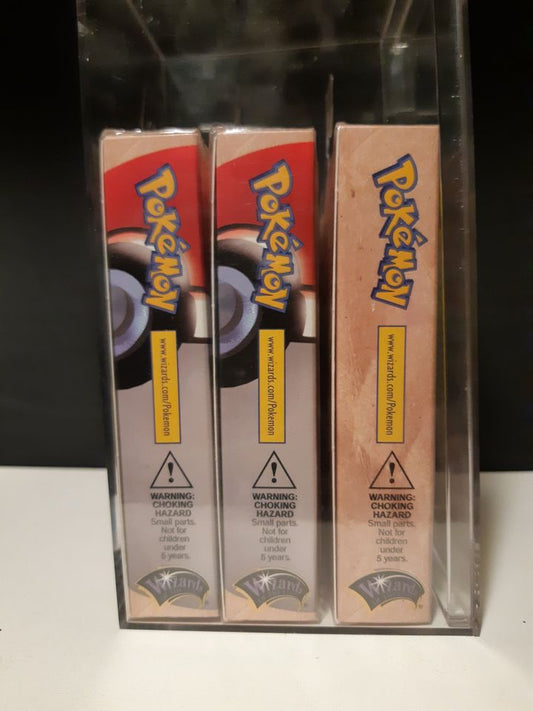 POKéMON
www.wizards.com/Pokemon
WARNING:
CHOKING
HAZARD
Small parts.
Not for
children
under
5 years.
Wizards
POKéMON
www.wizards.com/Pokemon
WARNING:
CHOKING
HAZARD
Small parts.
Not for
children
under
5 years.
Wizards
POKéMON
www.wizards.com/Pokemon
WARNING:
CHOKING
HAZARD
Small parts.
Not for
children
under
5 years.
Wizards